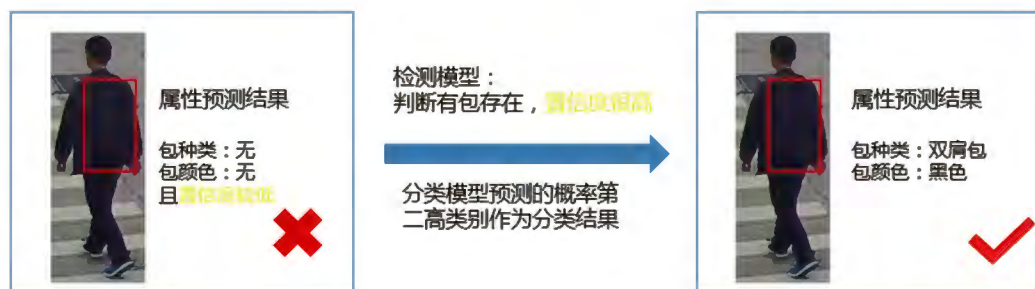 属性预测结果
包种类：无
包颜色：无
且置信度较低
检测模型：
判断有包存在，置信度很高
分类模型预测的概率第
二高类别作为分类结果
属性预测结果
包种类：双肩包
包颜色：黑色